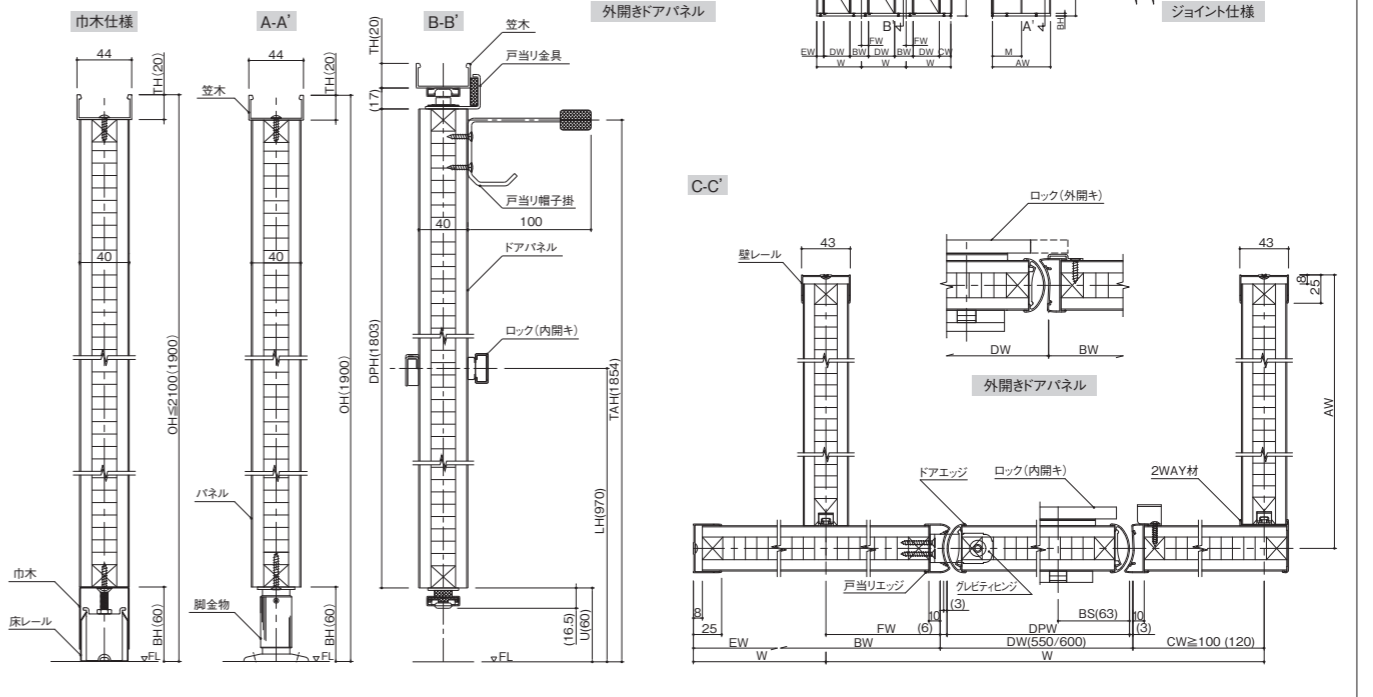 巾木仕様
44
TH(20)
40
OH≦2100(1900)
巾木
床レール
BH(60)
FL
A-A'
44
TH(20)
笠木
40
OH(1900)
パネル
脚金物
BH(60)
FL
B-B'
TH(20)
(17)
笠木
戸当り金具
戸当り帽子掛
40
100
ドアパネル
DPH(1803)
ロック(内開キ)
TAH(1854)
LH(970)
(16.5)
U(60)
FL
外開きドアパネル
B'
FW
FW
EW
DW
BW
DW
BW
DW
CW
W
W
W
A'
BH
M
AW
ジョイント仕様
C-C'
ロック(外開キ)
43
壁レール
DW
BW
外開きドアパネル
43
8
25
AW
ドアエッジ
ロック(内開キ)
2WAY材
戸当リエッジ
グレビティヒンジ
8
25
10
(3)
BS(63)
10
FW
(6)
DPW
(3)
EW
BW
DW(550/600)
CW≧100 (120)
W
W